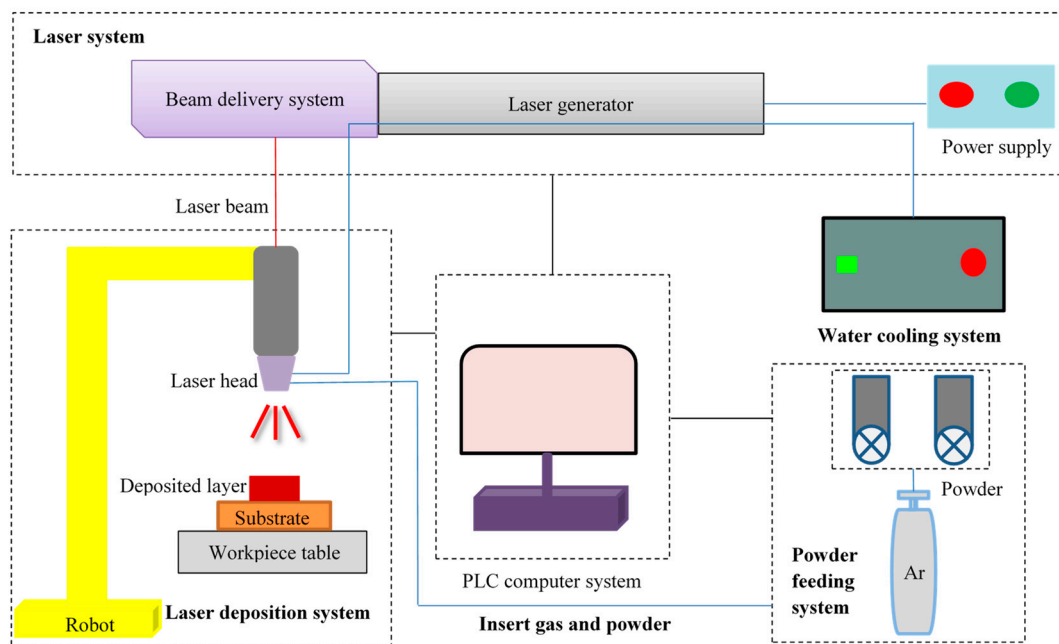 Laser system
Beam delivery system
Laser generator
Power supply
Laser beam
Water cooling system
Laser head
Deposited layer
Substrate
Workpiece table
Robot
Laser deposition system
PLC computer system
Insert gas and powder
Powder
Ar
Powder
feeding
system